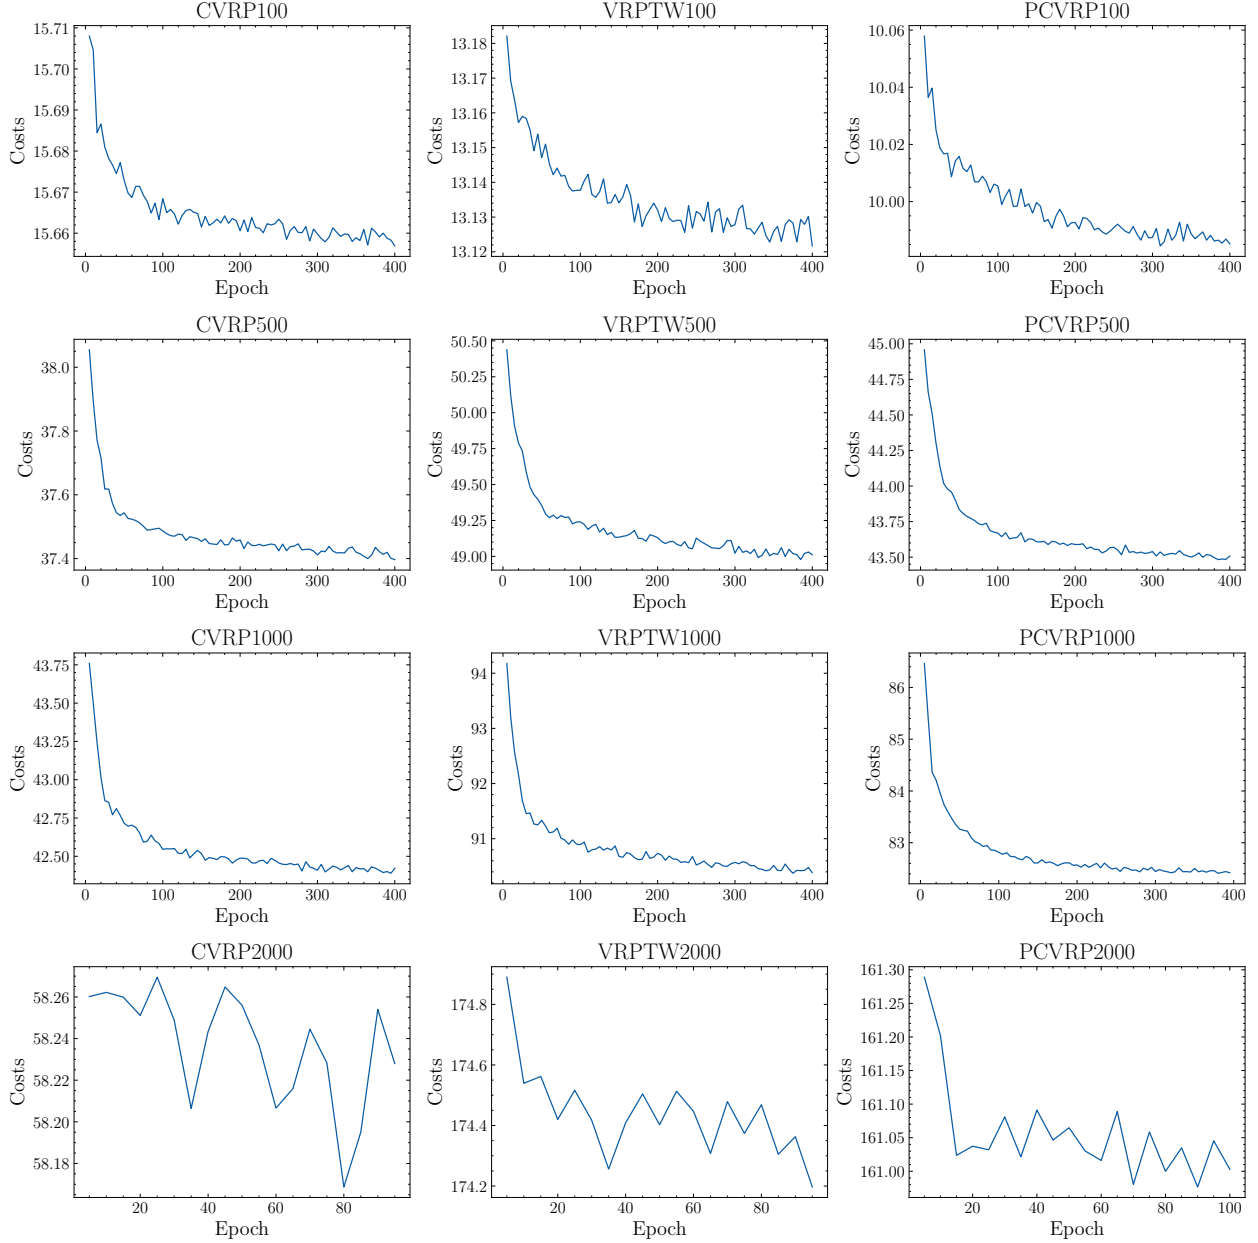 CVRP100 VRPTW100 PCVRP100
15.71
15.70
15.69
15.68
15.67
15.66
Costs
0 100 200 300 400
Epoch
13.18
13.17
13.16
13.15
13.14
13.13
13.12
Costs
0 100 200 300 400
Epoch
10.06
10.04
10.02
10.00
Costs
0 100 200 300 400
Epoch
CVRP500 VRPTW500 PCVRP500
38.0
37.8
37.6
37.4
Costs
0 100 200 300 400
Epoch
50.50
50.25
50.00
49.75
49.50
49.25
49.00
Costs
0 100 200 300 400
Epoch
45.00
44.75
44.50
44.25
44.00
43.75
43.50
Costs
0 100 200 300 400
Epoch
CVRP1000 VRPTW1000 PCVRP1000
43.75
43.50
43.25
43.00
42.75
42.50
Costs
0 100 200 300 400
Epoch
94
93
92
91
Costs
0 100 200 300 400
Epoch
86
85
84
83
Costs
0 100 200 300 400
Epoch
CVRP2000 VRPTW2000 PCVRP2000
58.26
58.24
58.22
58.20
58.18
Costs
20 40 60 80
Epoch
174.8
174.6
174.4
174.2
Costs
20 40 60 80
Epoch
161.30
161.25
161.20
161.15
161.10
161.05
161.00
Costs
20 40 60 80 100
Epoch